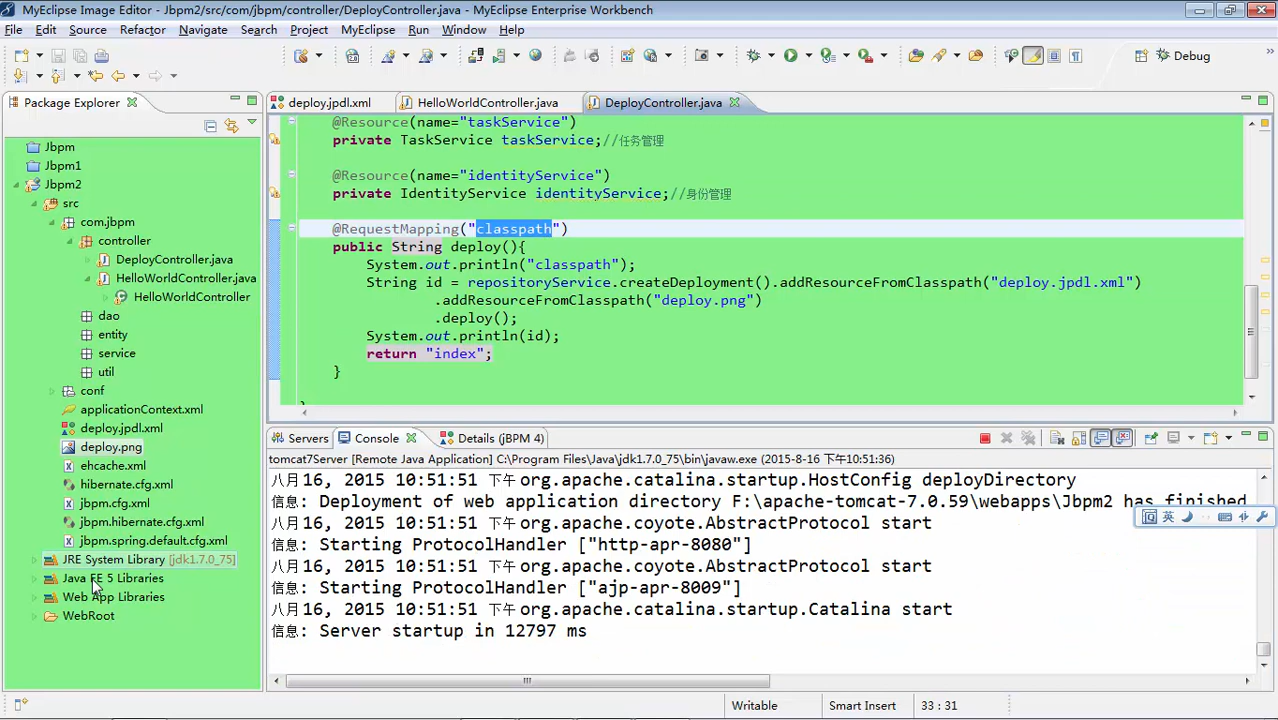 MyEclipse Image Editor - Jbpm2/src/com/jbpm/controller/DeployController.java - MyEclipse Enterprise Workbench
File Edit Source Refactor Navigate Search Project MyEclipse Run Window Help
Debug
Package Explorer
deploy.jpdl.xml HelloWorldController.java DeployController.java
Jbpm
Jbpm1
Jbpm2
src
com.jbpm
controller
DeployController.java
HelloWorldController.java
HelloWorldController
dao
entity
service
util
conf
applicationContext.xml
deploy.jpdl.xml
deploy.png
ehcache.xml
hibernate.cfg.xml
jbpm.cfg.xml
jbpm.hibernate.cfg.xml
jbpm.spring.default.cfg.xml
JRE System Library [jdk1.7.0_75]
Java EE 5 Libraries
Web App Libraries
WebRoot
@Resource(name="taskService")
private TaskService taskService;//任务管理
@Resource(name="identityService")
private IdentityService identityService;//身份管理
@RequestMapping("classpath")
public String deploy(){
System.out.println("classpath");
String id = repositoryService.createDeployment().addResourceFromClasspath("deploy.jpdl.xml")
.addResourceFromClasspath("deploy.png")
.deploy();
System.out.println(id);
return "index";
}
Servers Console Details (jBPM 4)
tomcat7Server [Remote Java Application] C:\Program Files\Java\jdk1.7.0_75\bin\javaw.exe (2015-8-16 下午10:51:36)
八月 16, 2015 10:51:51 下午 org.apache.catalina.startup.HostConfig deployDirectory
信息: Deployment of web application directory F:\apache-tomcat-7.0.59\webapps\Jbpm2 has finished
八月 16, 2015 10:51:51 下午 org.apache.coyote.AbstractProtocol start
信息: Starting ProtocolHandler ["http-apr-8080"]
八月 16, 2015 10:51:51 下午 org.apache.coyote.AbstractProtocol start
信息: Starting ProtocolHandler ["ajp-apr-8009"]
八月 16, 2015 10:51:51 下午 org.apache.catalina.startup.Catalina start
信息: Server startup in 12797 ms
英
Writable Smart Insert 33 : 31